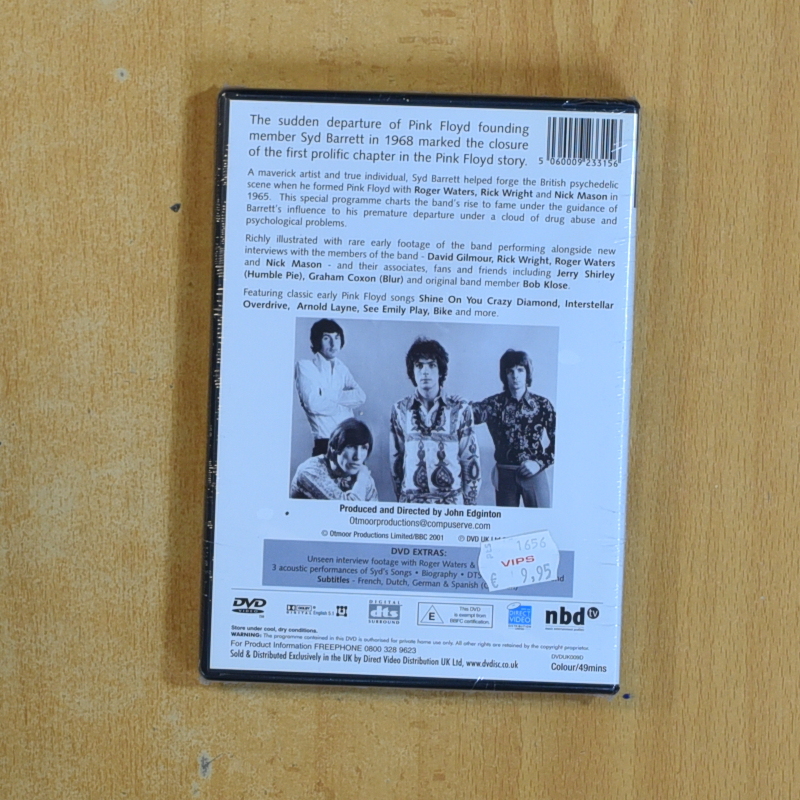 The sudden departure of Pink Floyd founding
member Syd Barrett in 1968 marked the closure
of the first prolific chapter in the Pink Floyd story.
5 060009 233156
A maverick artist and true individual, Syd Barrett helped forge the British psychedelic
scene when he formed Pink Floyd with Roger Waters, Rick Wright and Nick Mason in
1965. This special programme charts the band's rise to fame under the guidance of
Barrett's influence to his premature departure under a cloud of drug abuse and
psychological problems.
Richly illustrated with rare early footage of the band performing alongside new
interviews with the members of the band - David Gilmour, Rick Wright, Roger Waters
and Nick Mason - and their associates, fans and friends including Jerry Shirley
(Humble Pie), Graham Coxon (Blur) and original band member Bob Klose.
Featuring classic early Pink Floyd songs Shine On You Crazy Diamond, Interstellar
Overdrive, Arnold Layne, See Emily Play, Bike and more.
Produced and Directed by John Edginton
Otmoorproductions@compuserve.com
© Otmoor Productions Limited/BBC 2001 ℗ DVD UK
DVD EXTRAS:
Unseen interview footage with Roger Waters &
3 acoustic performances of Syd's Songs • Biography • DTS
Subtitles - French, Dutch, German & Spanish
1656
VIPS
€ 9,95
DVD
VIDEO
DOLBY
DIGITAL English 5.1
DIGITAL
dts
SURROUND
E
This DVD
is exempt from
BBFC certification
DIRECT
VIDEO
nbd tv
Store under cool, dry conditions.
WARNING: The programme contained in this DVD is authorised for private home use only. All other rights are retained by the copyright proprietor.
For Product Information FREEPHONE 0800 328 9623
Sold & Distributed Exclusively in the UK by Direct Video Distribution UK Ltd, www.dvdisc.co.uk
DVDUK009D
Colour/49mins